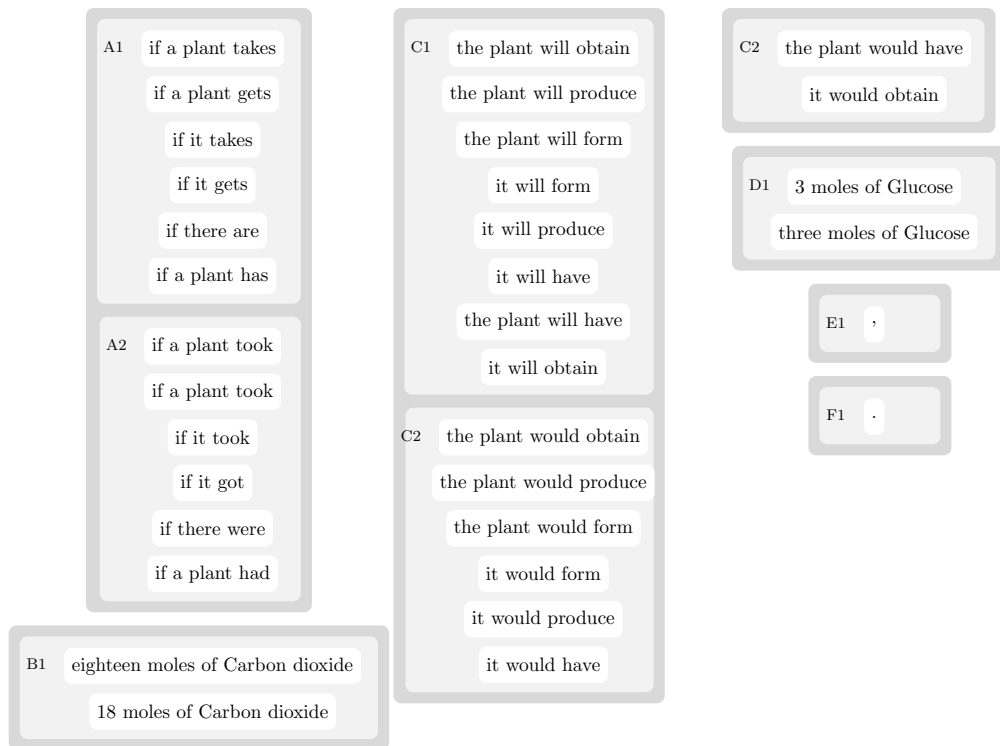 A1 if a plant takes
if a plant gets
if it takes
if it gets
if there are
if a plant has
A2 if a plant took
if a plant took
if it took
if it got
if there were
if a plant had
B1 eighteen moles of Carbon dioxide
18 moles of Carbon dioxide
C1 the plant will obtain
the plant will produce
the plant will form
it will form
it will produce
it will have
the plant will have
it will obtain
C2 the plant would obtain
the plant would produce
the plant would form
it would form
it would produce
it would have
C2 the plant would have
it would obtain
D1 3 moles of Glucose
three moles of Glucose
E1 ,
F1 .